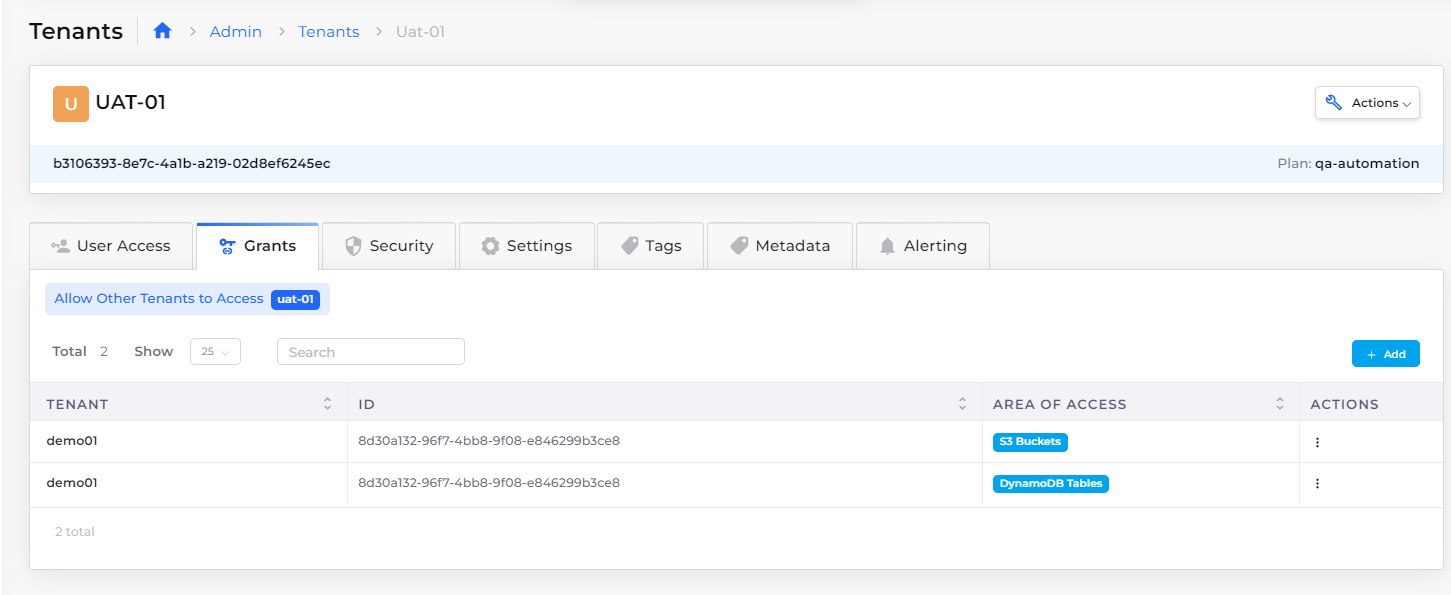 Tenants > Admin > Tenants > Uat-01
U UAT-01
Actions
b3106393-8e7c-4a1b-a219-02d8ef6245ec Plan: qa-automation
User Access Grants Security Settings Tags Metadata Alerting
Allow Other Tenants to Access uat-01
Total 2 Show 25 Search + Add
TENANT ID AREA OF ACCESS ACTIONS
demo01 8d30a132-96f7-4bb8-9f08-e846299b3ce8 S3 Buckets
demo01 8d30a132-96f7-4bb8-9f08-e846299b3ce8 DynamoDB Tables
2 total